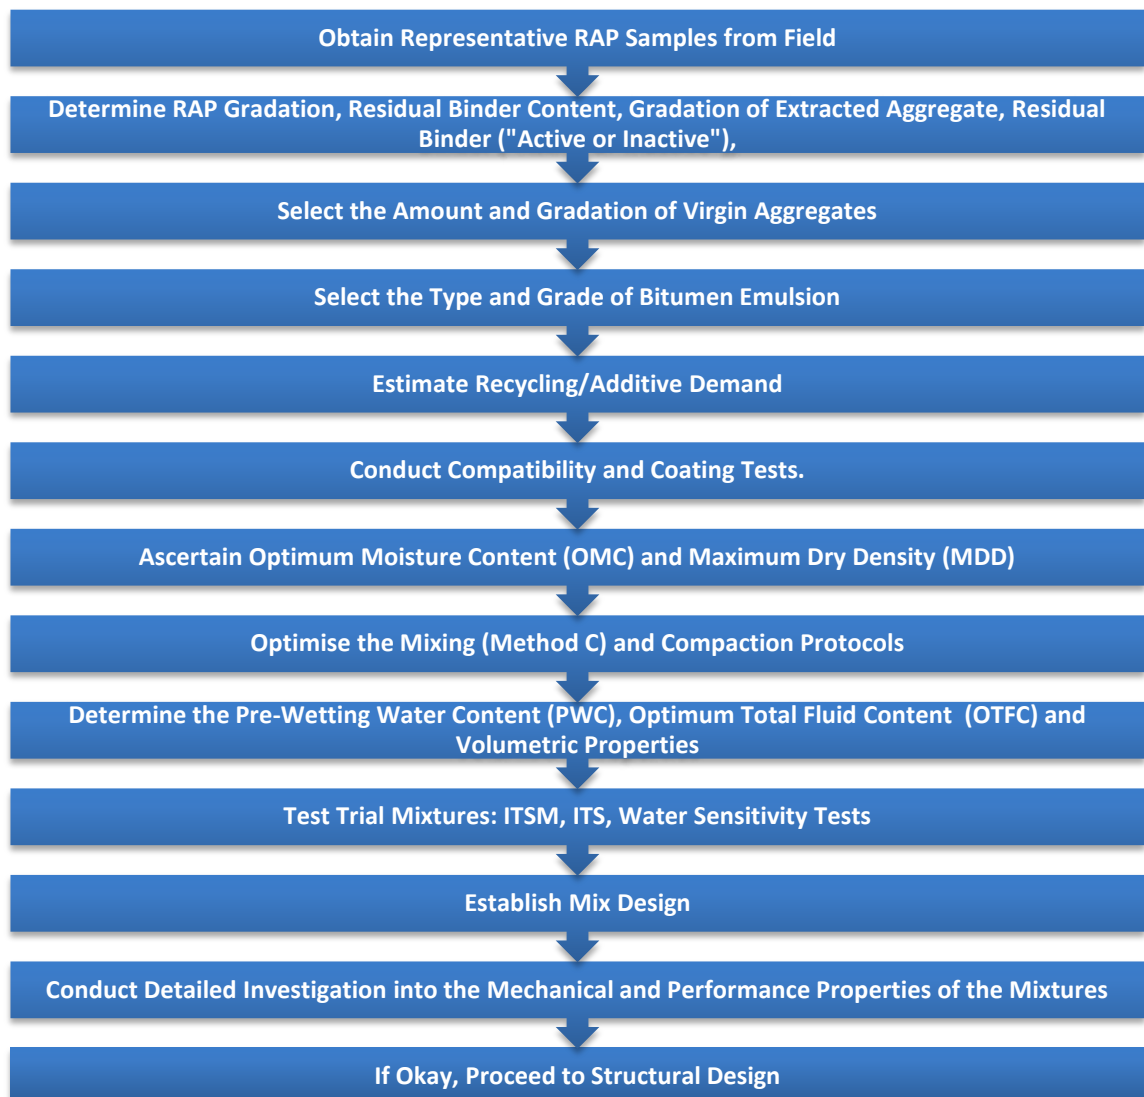 Obtain Representative RAP Samples from Field
Determine RAP Gradation, Residual Binder Content, Gradation of Extracted Aggregate, Residual
Binder ("Active or Inactive"),
Select the Amount and Gradation of Virgin Aggregates
Select the Type and Grade of Bitumen Emulsion
Estimate Recycling/Additive Demand
Conduct Compatibility and Coating Tests.
Ascertain Optimum Moisture Content (OMC) and Maximum Dry Density (MDD)
Optimise the Mixing (Method C) and Compaction Protocols
Determine the Pre-Wetting Water Content (PWC), Optimum Total Fluid Content  (OTFC) and
Volumetric Properties
Test Trial Mixtures: ITSM, ITS, Water Sensitivity Tests
Establish Mix Design
Conduct Detailed Investigation into the Mechanical and Performance Properties of the Mixtures
If Okay, Proceed to Structural Design